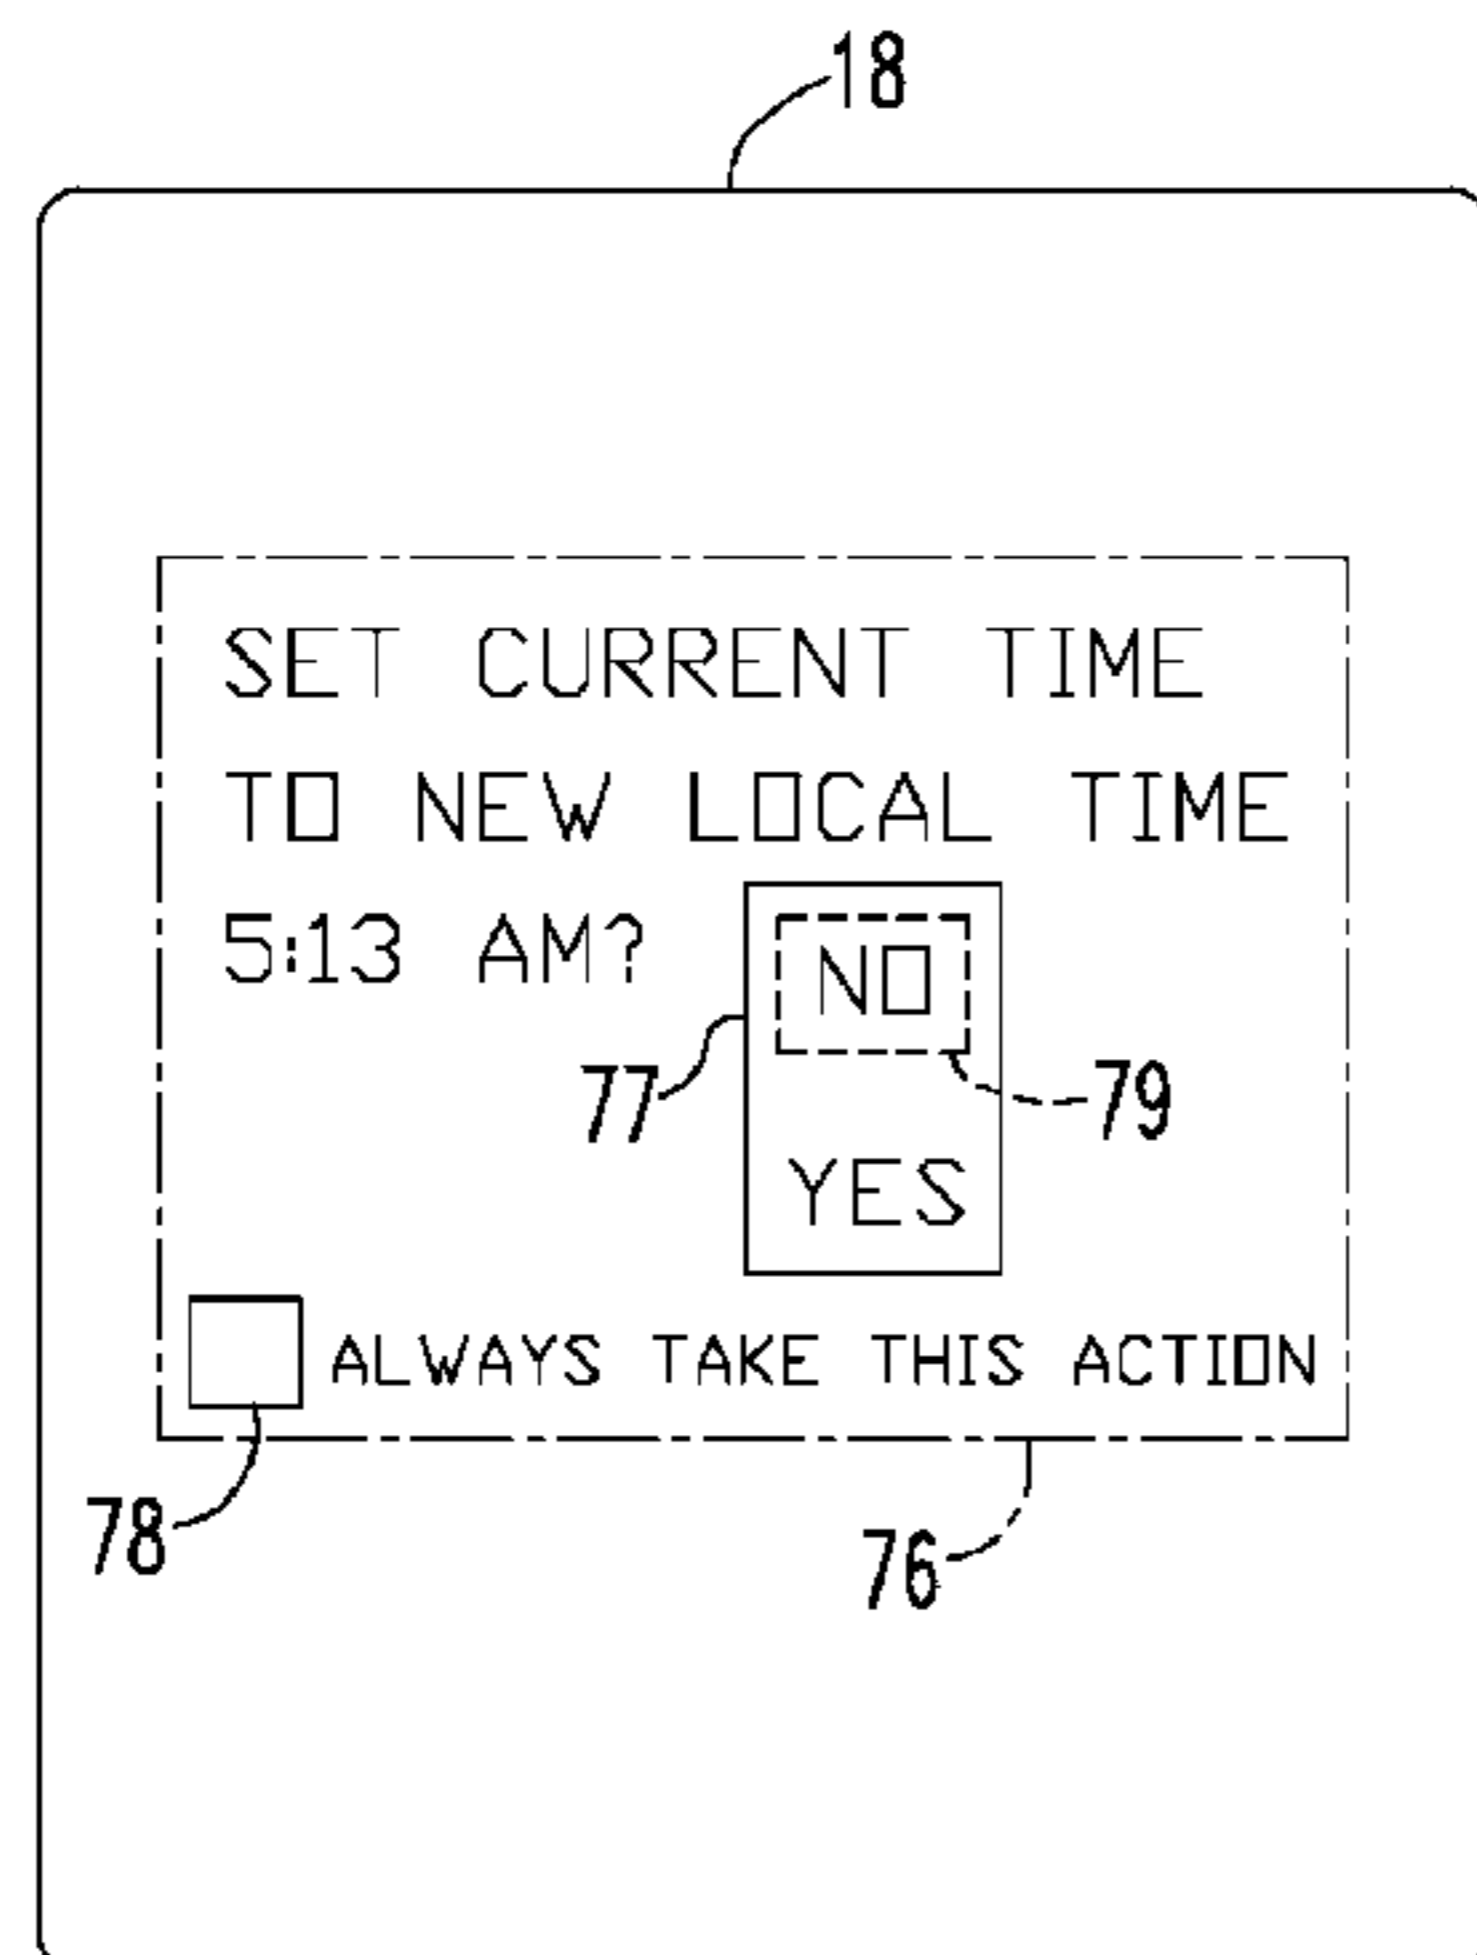 18
SET CURRENT TIME
TO NEW LOCAL TIME
5:13 AM?
NO
77
79
YES
ALWAYS TAKE THIS ACTION
78
76